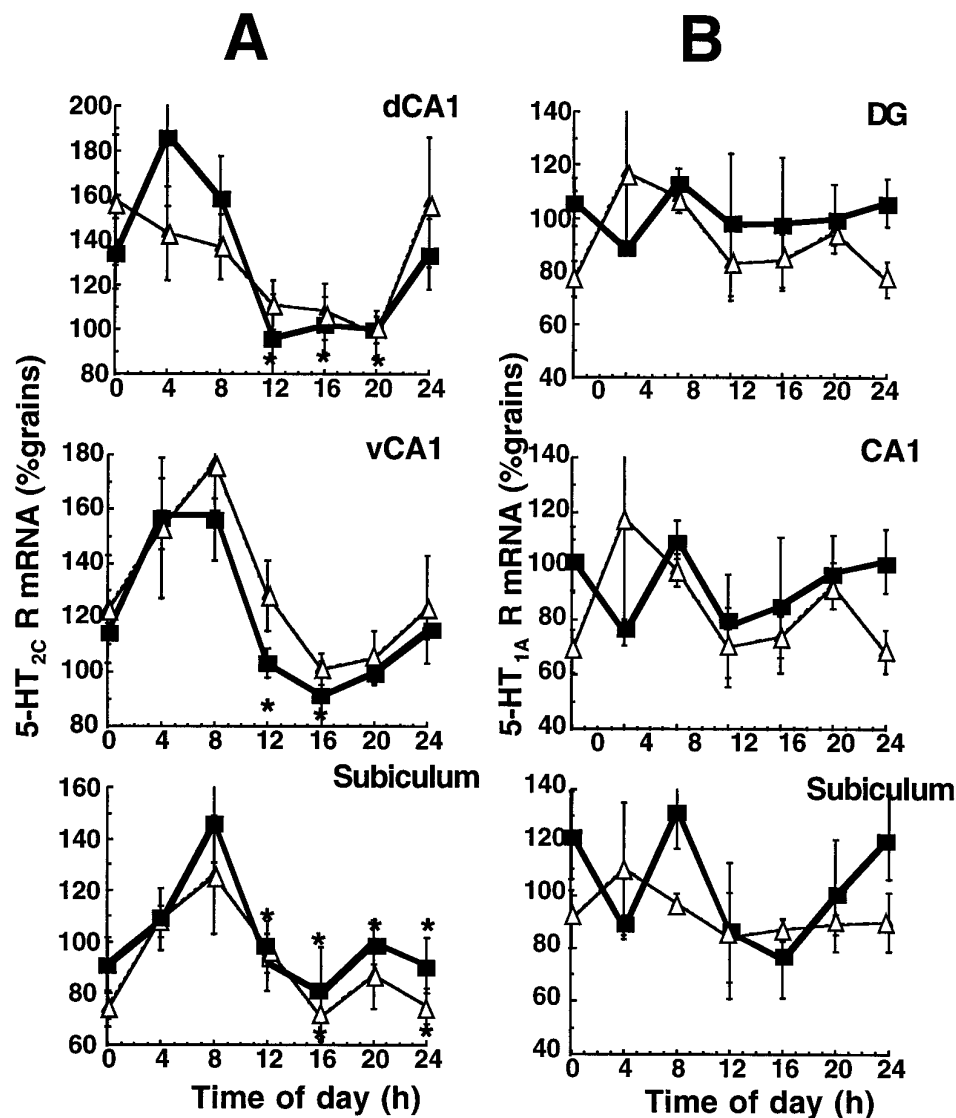 A
B
dCA1
200
180
160
140
120
100
80
* * *
0 4 8 12 16 20 24
DG
140
120
100
80
60
40
0 4 8 12 16 20 24
5-HT2C R mRNA (%grains)
vCA1
180
160
140
120
100
80
* *
0 4 8 12 16 20 24
5-HT1A R mRNA (%grains)
CA1
140
120
100
80
60
40
0 4 8 12 16 20 24
Subiculum
160
140
120
100
80
60
* * * *
* *
0 4 8 12 16 20 24
Time of day (h)
Subiculum
140
120
100
80
60
40
0 4 8 12 16 20 24
Time of day (h)